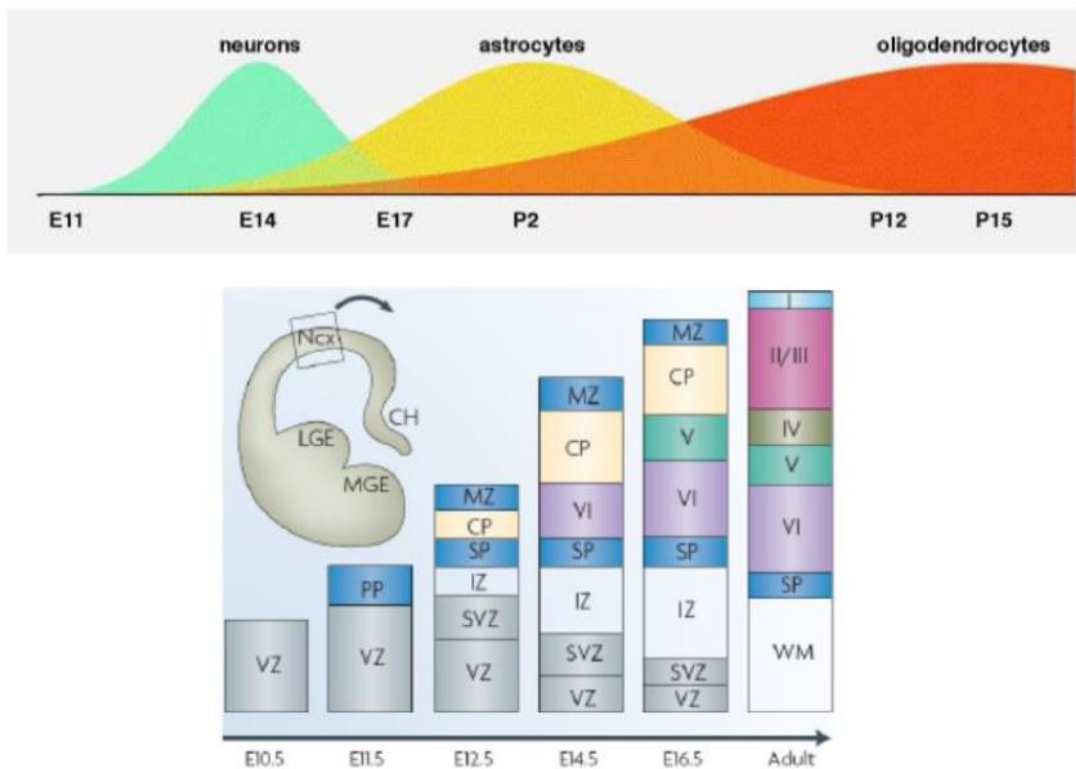 neurons astrocytes oligodendrocytes
E11 E14 E17 P2 P12 P15
I
MZ II/III
Ncx CP
MZ
CH V IV
LGE CP V
MGE VI
MZ VI VI
CP
SP SP SP SP
PP IZ IZ IZ WM
VZ VZ SVZ SVZ SVZ
VZ VZ VZ
E10.5 E11.5 E12.5 E14.5 E16.5 Adult